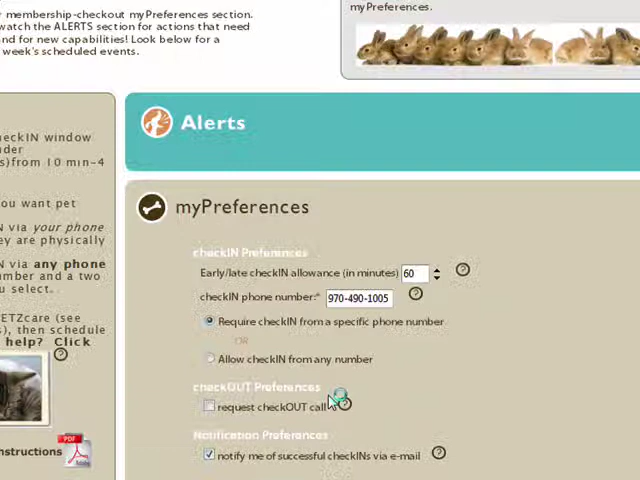 membership-checkout myPreferences section.
watch the ALERTS section for actions that need
nd for new capabilities! Look below for a
week's scheduled events.
myPreferences.
heckIN window
nder
s)from 10 min-4
ou want pet
N via your phone
ey are physically
N via any phone
umber and a two
u select.
ETZcare (see
s), then schedule
help? Click
nstructions
PDF
Alerts
myPreferences
checkIN Preferences
Early/late checkIN allowance (in minutes) 60
checkIN phone number:* 970-490-1005
Require checkIN from a specific phone number
OR
Allow checkIN from any number
checkOUT Preferences
request checkOUT call
Notification Preferences
notify me of successful checkINs via e-mail